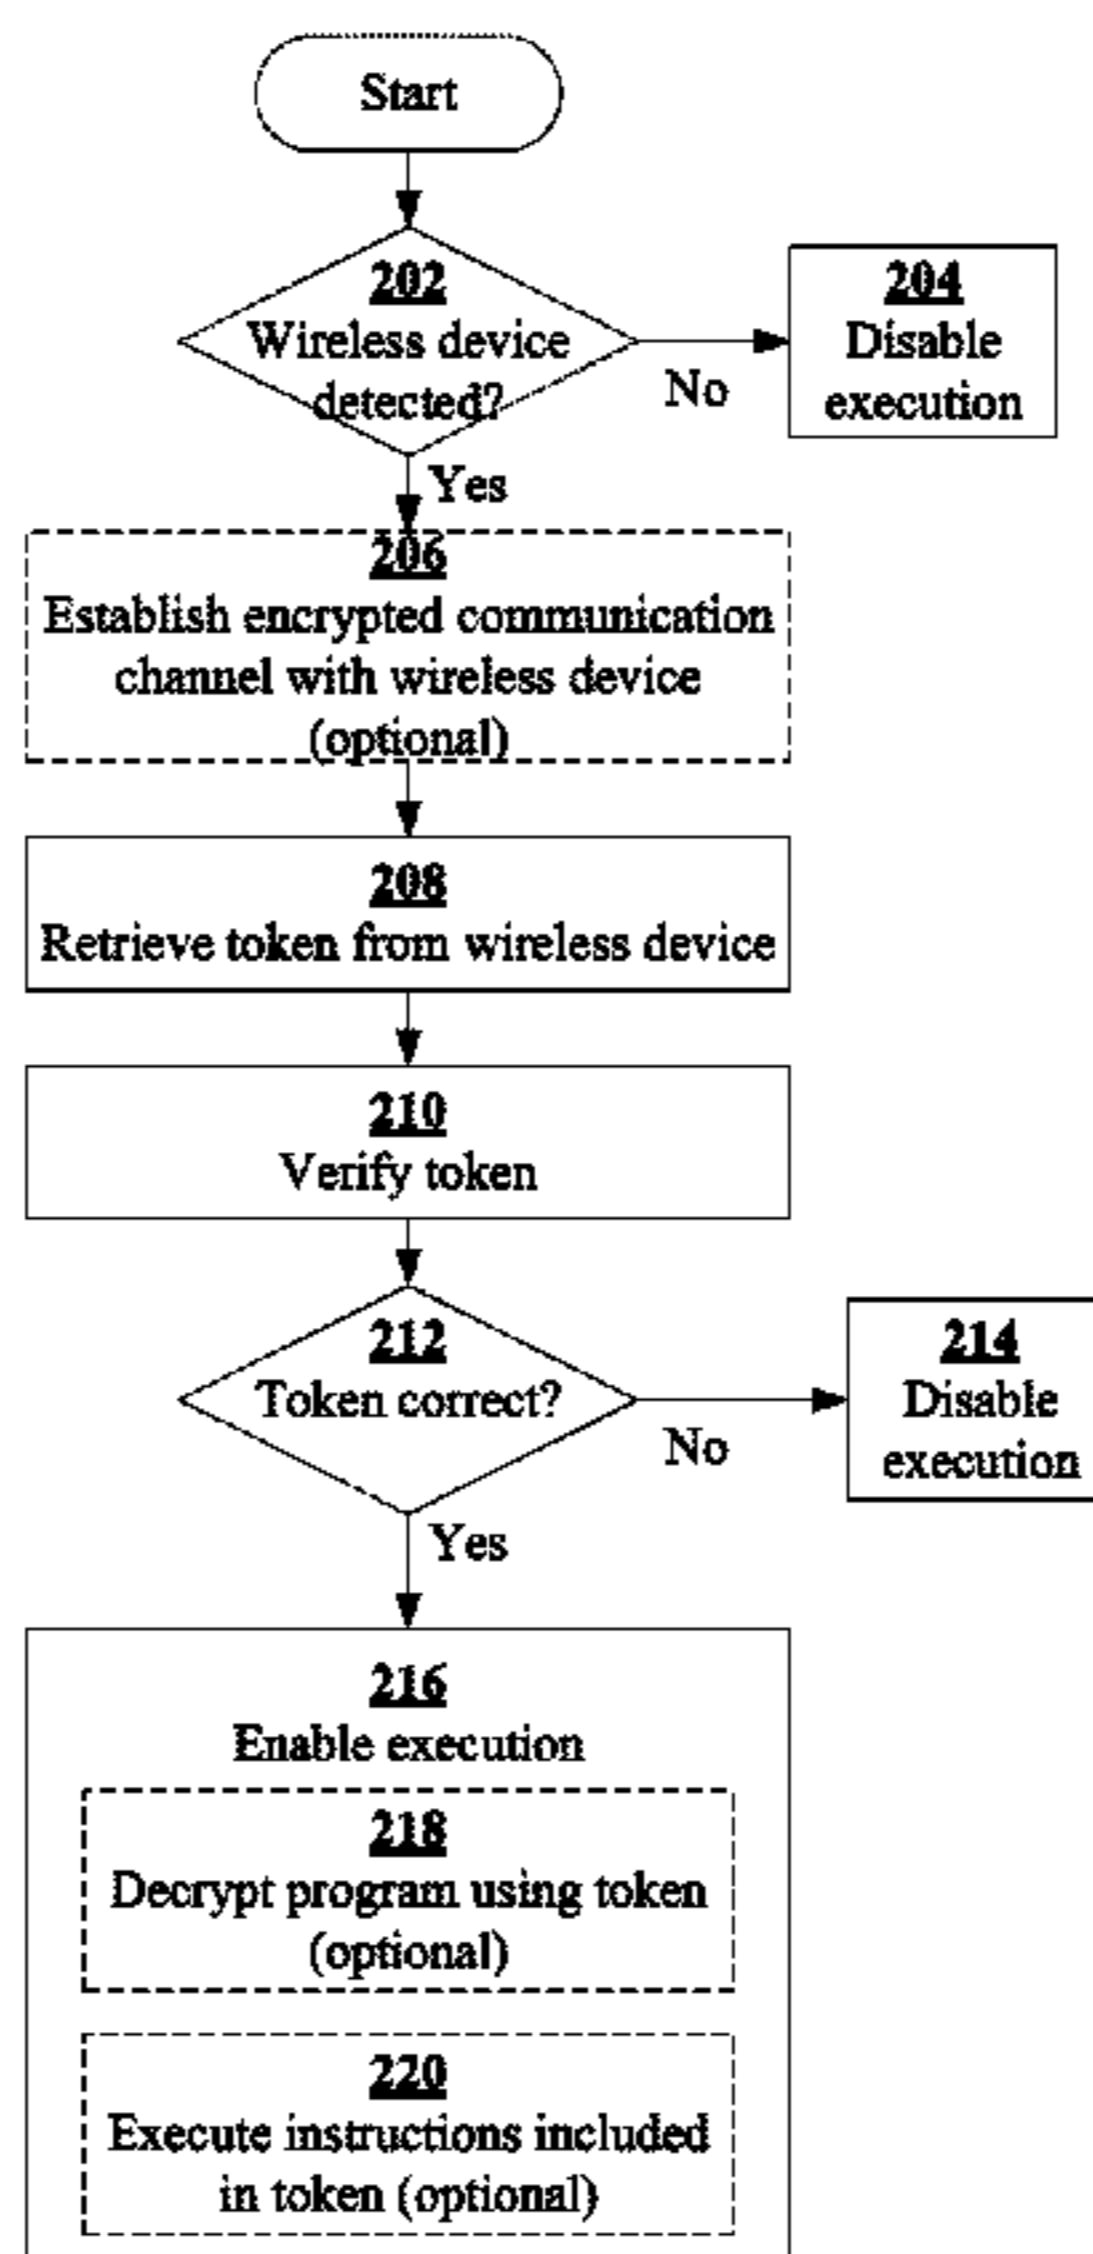 Start
202
Wireless device
detected?
No
204
Disable
execution
Yes
206
Establish encrypted communication
channel with wireless device
(optional)
208
Retrieve token from wireless device
210
Verify token
212
Token correct?
No
214
Disable
execution
Yes
216
Enable execution
218
Decrypt program using token
(optional)
220
Execute instructions included
in token (optional)